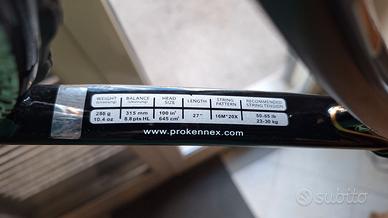 WEIGHT BALANCE HEAD SIZE LENGTH STRING PATTERN RECOMMENDED STRING TENSION
280 g 315 mm 100 in² 27" 16M*20X 50-65 lb
10.4 oz 8.8 pts HL 645 cm² 23-30 kg
www.prokennex.com
subito